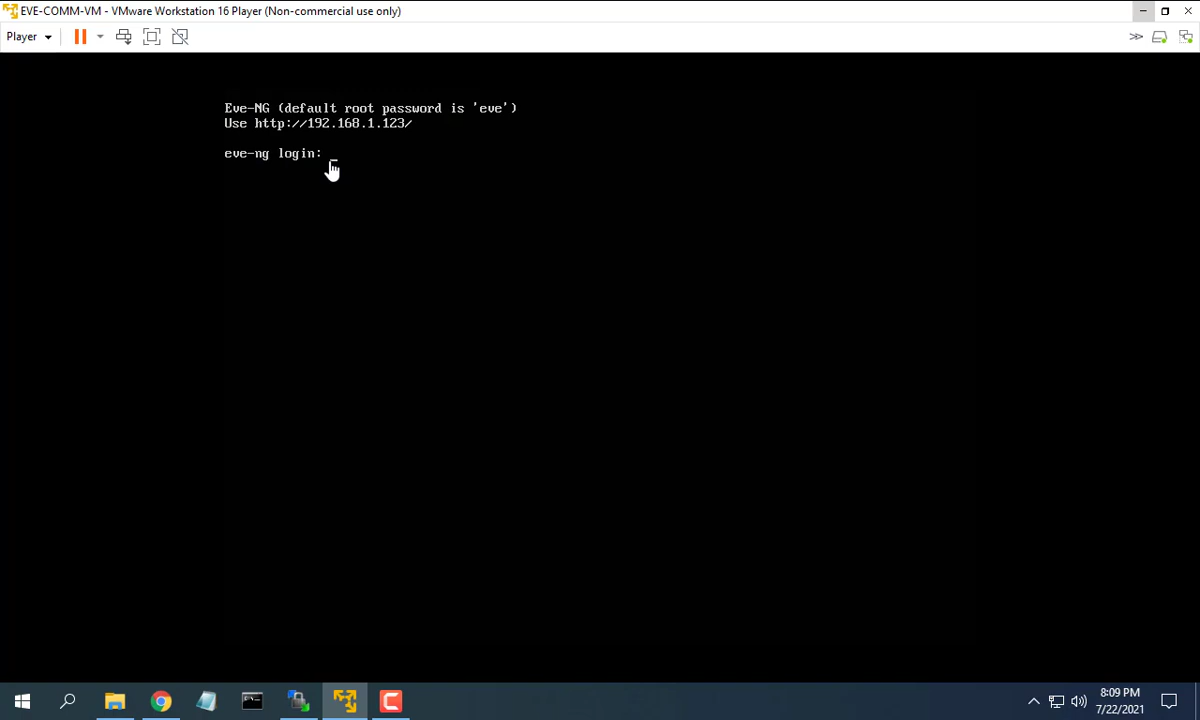 EVE-COMM-VM - VMware Workstation 16 Player (Non-commercial use only)
Player
Eve-NG (default root password is 'eve')
Use http://192.168.1.123/
eve-ng login: _
8:09 PM
7/22/2021